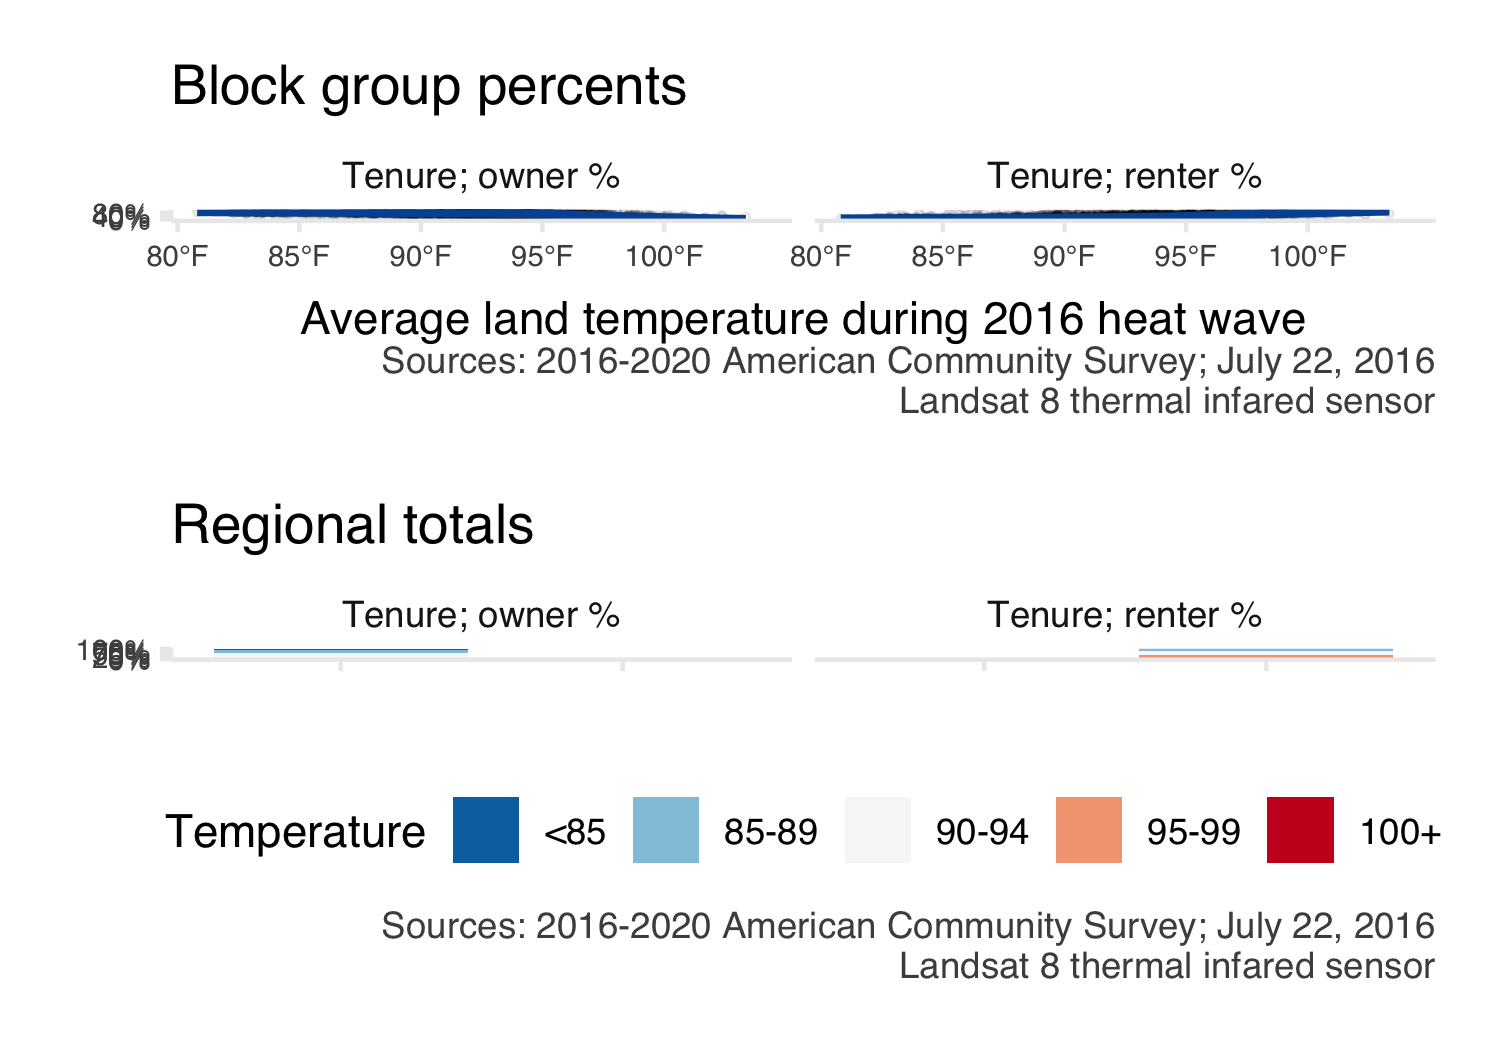 Block group percents
Tenure; owner %
Tenure; renter %
80°F 85°F 90°F 95°F 100°F
80°F 85°F 90°F 95°F 100°F
Average land temperature during 2016 heat wave
Sources: 2016-2020 American Community Survey; July 22, 2016
Landsat 8 thermal infared sensor
Regional totals
Tenure; owner %
Tenure; renter %
Temperature <85 85-89 90-94 95-99 100+
Sources: 2016-2020 American Community Survey; July 22, 2016
Landsat 8 thermal infared sensor